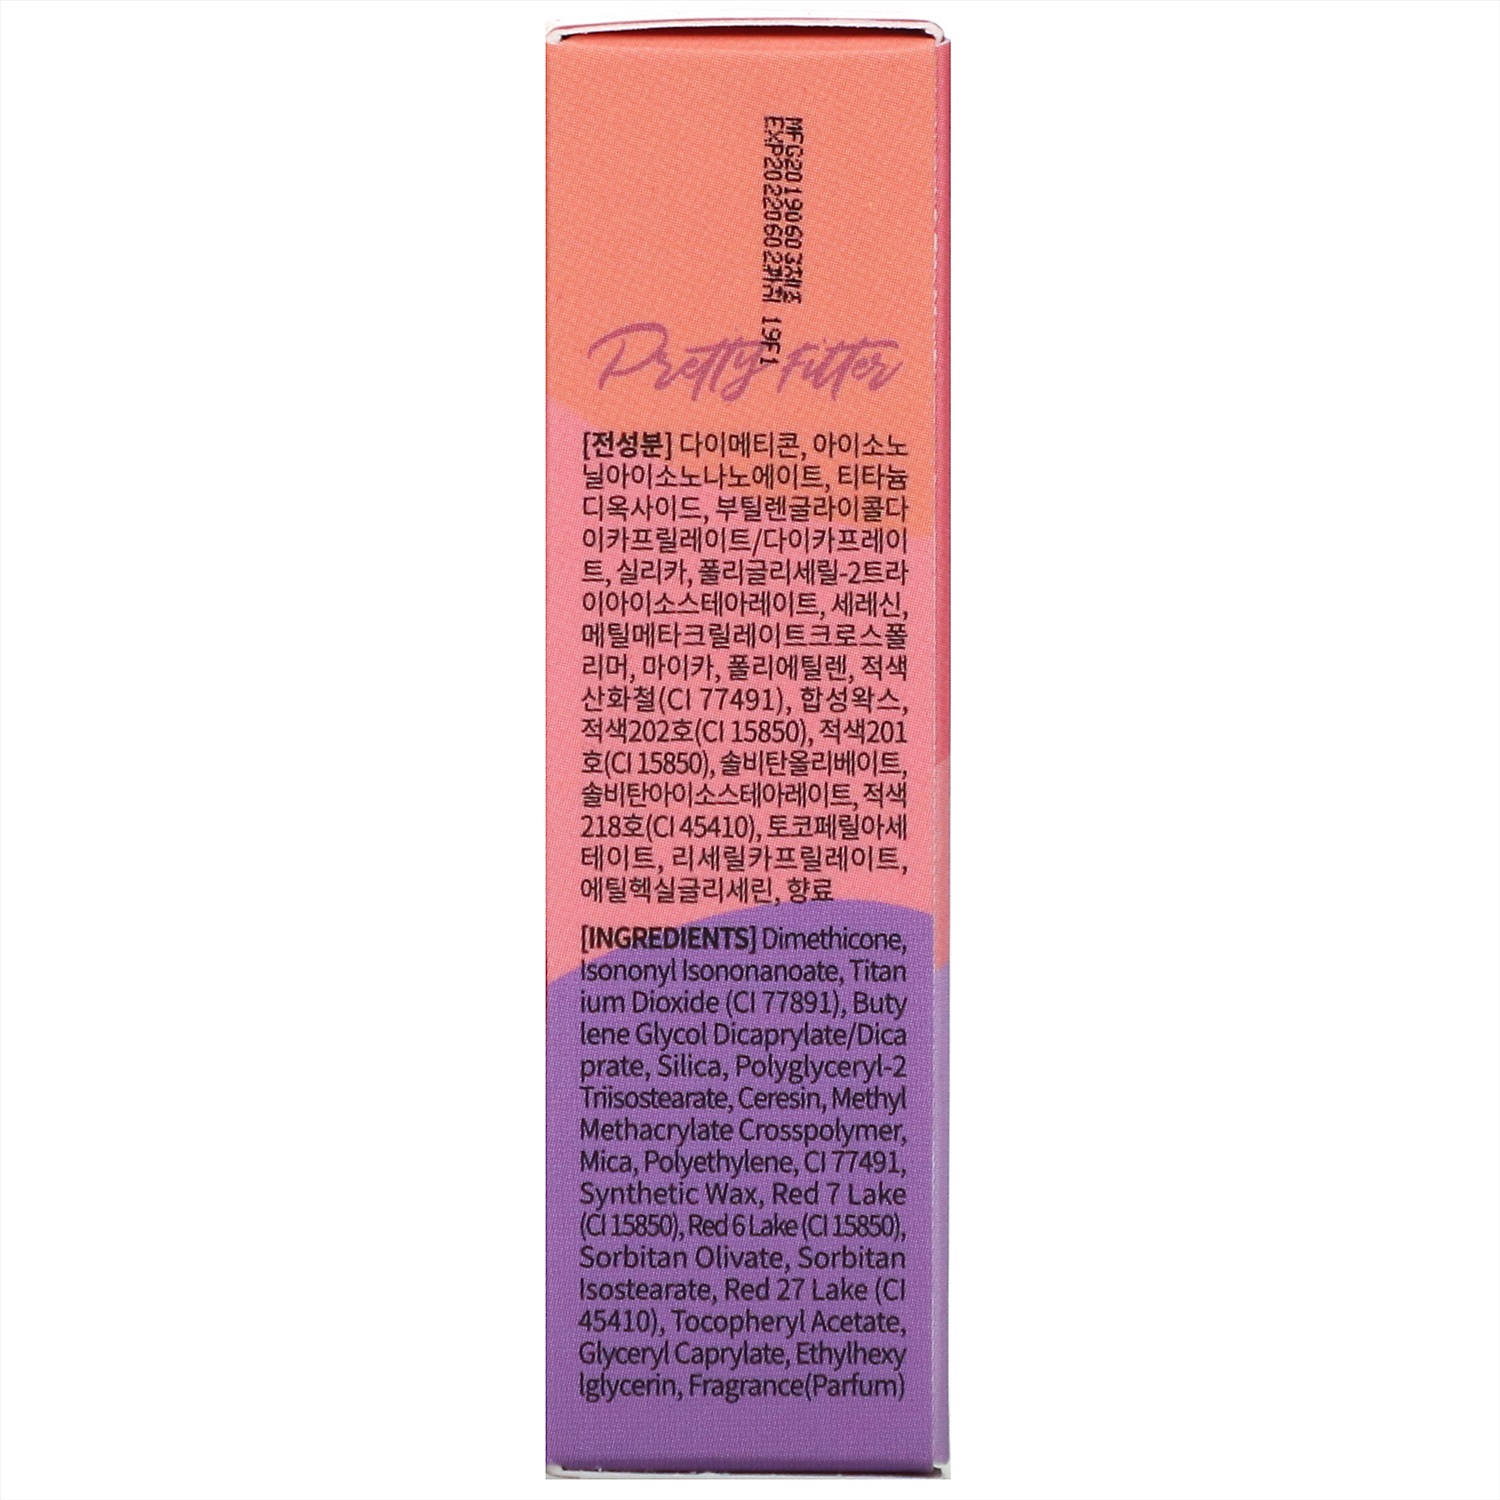 MFG20190603제조
EXP20220602까지 19F1
Pretty Filter
[전성분] 다이메티콘, 아이소노
닐아이소노나노에이트, 티타늄
디옥사이드, 부틸렌글라이콜다
이카프릴레이트/다이카프레이
트, 실리카, 폴리글리세릴-2트라
이아이소스테아레이트, 세레신,
메틸메타크릴레이트크로스폴
리머, 마이카, 폴리에틸렌, 적색
산화철(CI 77491), 합성왁스,
적색202호(CI 15850), 적색201
호(CI 15850), 솔비탄올리베이트,
솔비탄아이소스테아레이트, 적색
218호(CI 45410), 토코페릴아세
테이트, 리세릴카프릴레이트,
에틸헥실글리세린, 향료
[INGREDIENTS] Dimethicone,
Isononyl Isononanoate, Titan
ium Dioxide (CI 77891), Buty
lene Glycol Dicaprylate/Dica
prate, Silica, Polyglyceryl-2
Triisostearate, Ceresin, Methyl
Methacrylate Crosspolymer,
Mica, Polyethylene, CI 77491,
Synthetic Wax, Red 7 Lake
(CI 15850), Red 6 Lake (CI 15850),
Sorbitan Olivate, Sorbitan
Isostearate, Red 27 Lake (CI
45410), Tocopheryl Acetate,
Glyceryl Caprylate, Ethylhexy
lglycerin, Fragrance(Parfum)